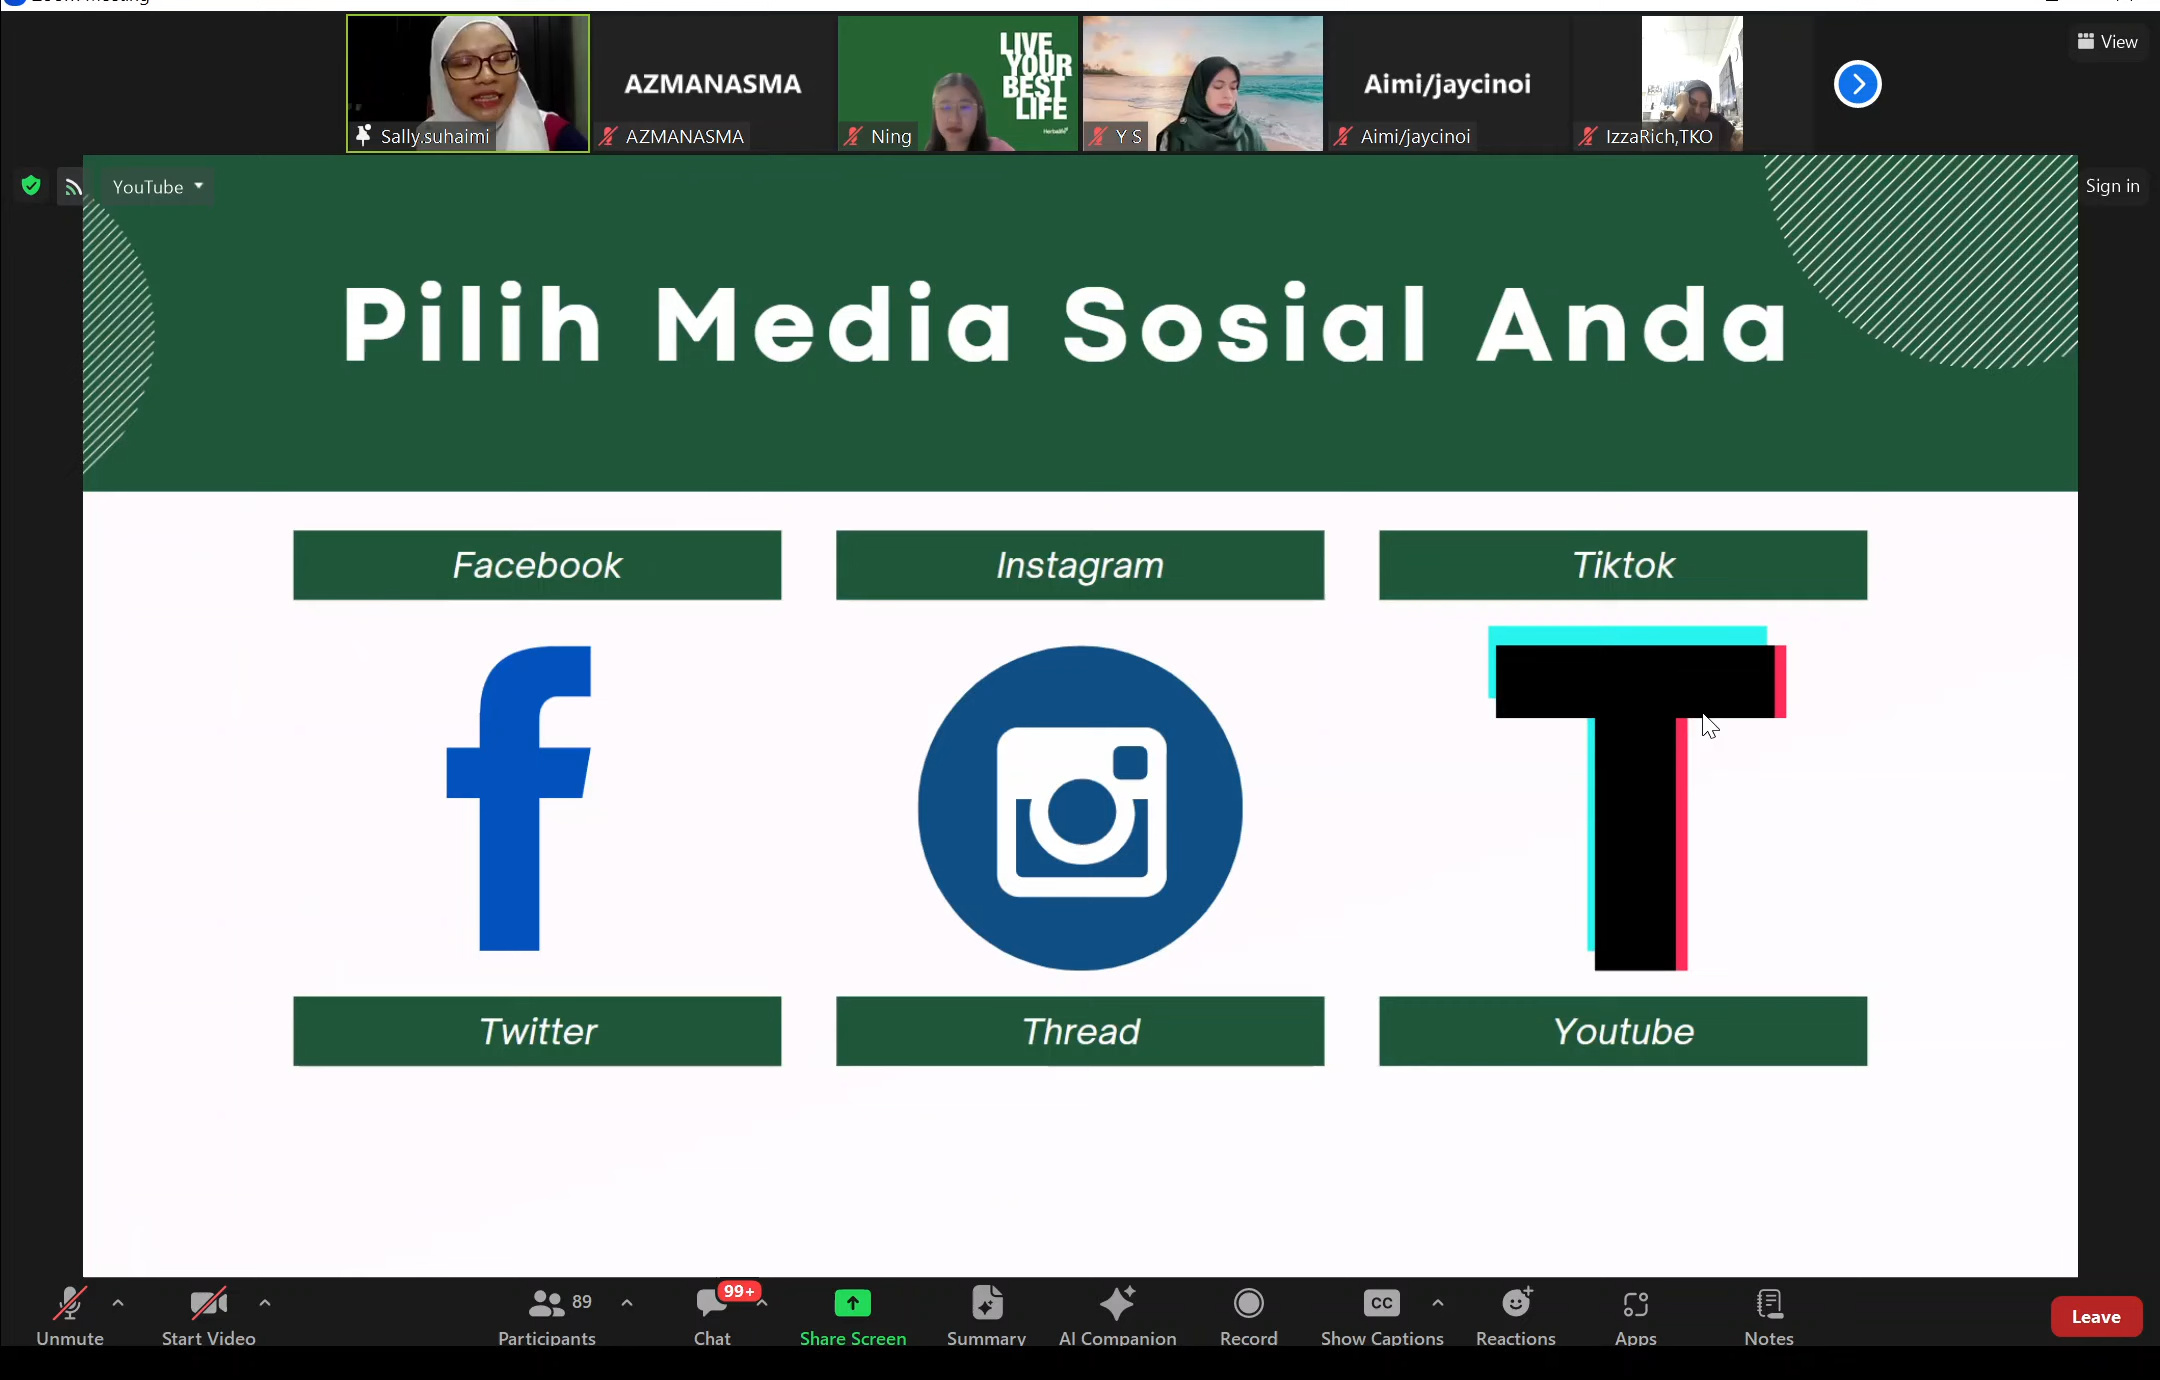 View
LIVE
YOUR
BEST
LIFE
AZMANASMA
Aimi/jaycinoi
Sally.suhaimi
AZMANASMA
Ning
Y S
Aimi/jaycinoi
IzzaRich,TKO
YouTube
Sign in
Pilih Media Sosial Anda
Facebook
Instagram
Tiktok
Twitter
Thread
Youtube
89
99+
CC
Unmute
Start Video
Participants
Chat
Share Screen
Summary
AI Companion
Record
Show Captions
Reactions
Apps
Notes
Leave